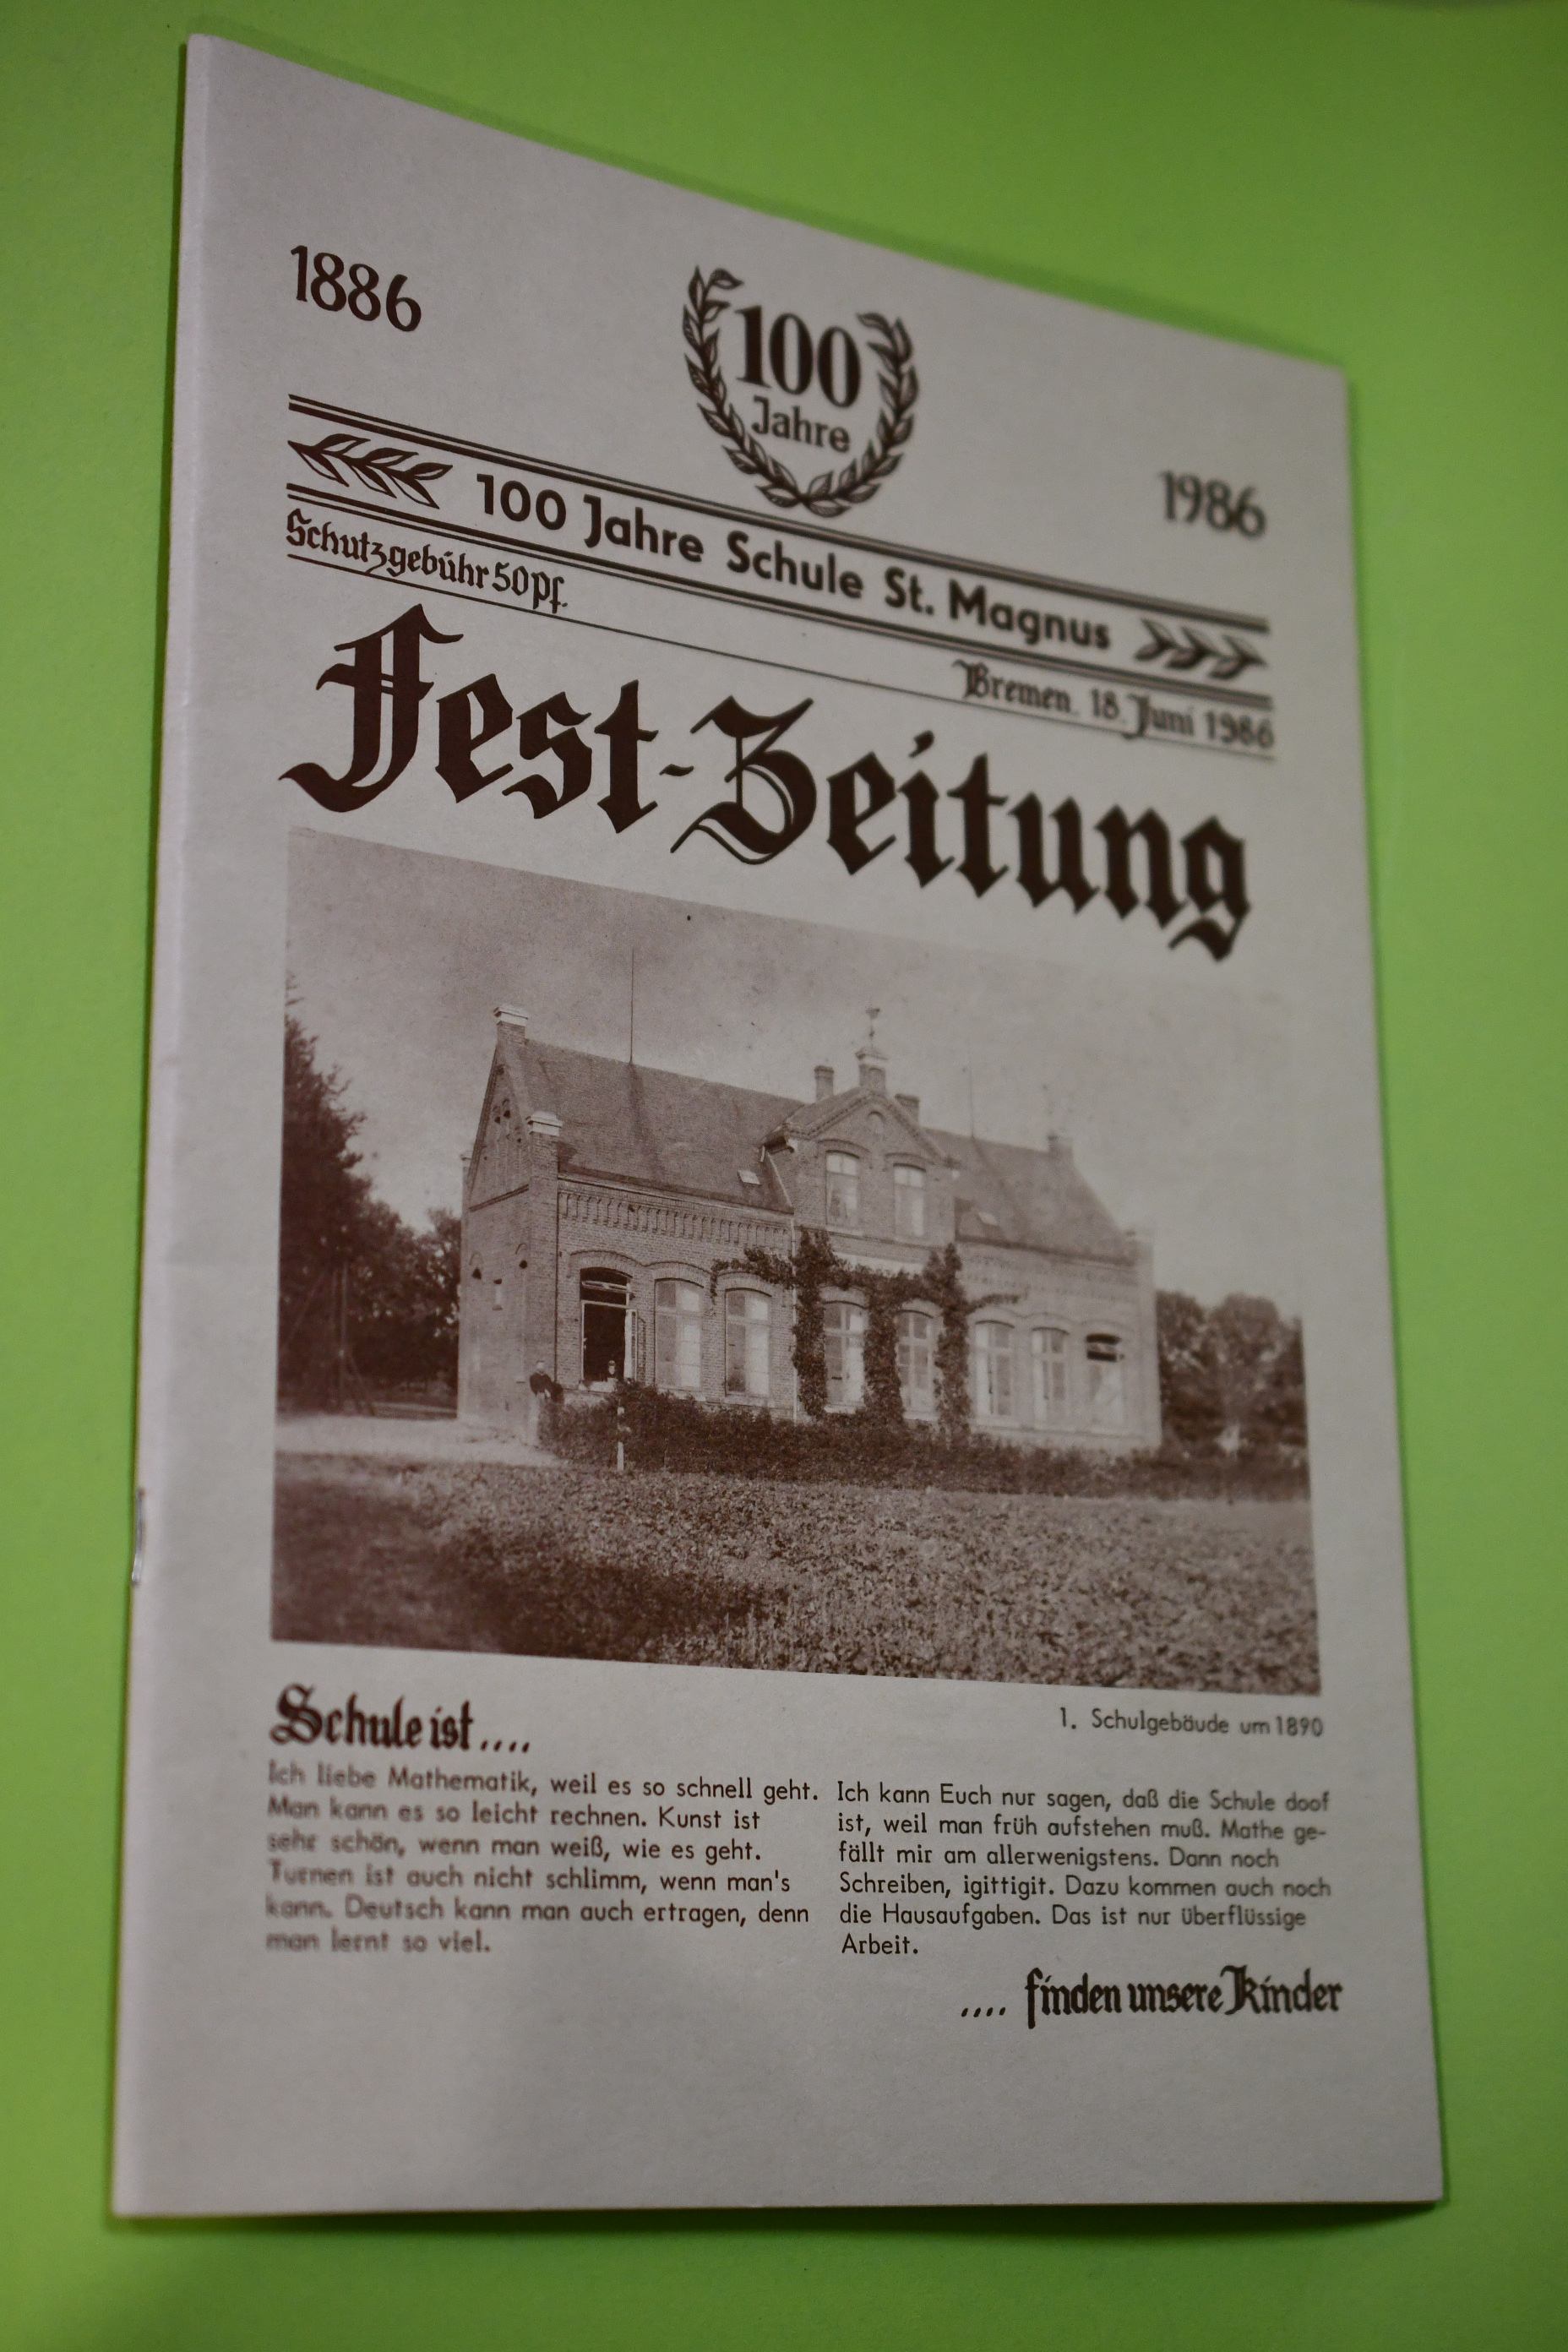 1886
100
Jahre
1986
100 Jahre Schule St. Magnus
Schutzgebühr 50 Pf.
Bremen, 18. Juni 1986
Fest-Zeitung
1. Schulgebäude um 1890
Schule ist ....
Ich liebe Mathematik, weil es so schnell geht.
Man kann es so leicht rechnen. Kunst ist
sehr schön, wenn man weiß, wie es geht.
Turnen ist auch nicht schlimm, wenn man's
kann. Deutsch kann man auch ertragen, denn
man lernt so viel.
Ich kann Euch nur sagen, daß die Schule doof
ist, weil man früh aufstehen muß. Mathe ge-
fällt mir am allerwenigstens. Dann noch
Schreiben, igittigit. Dazu kommen auch noch
die Hausaufgaben. Das ist nur überflüssige
Arbeit.
.... finden unsere Kinder